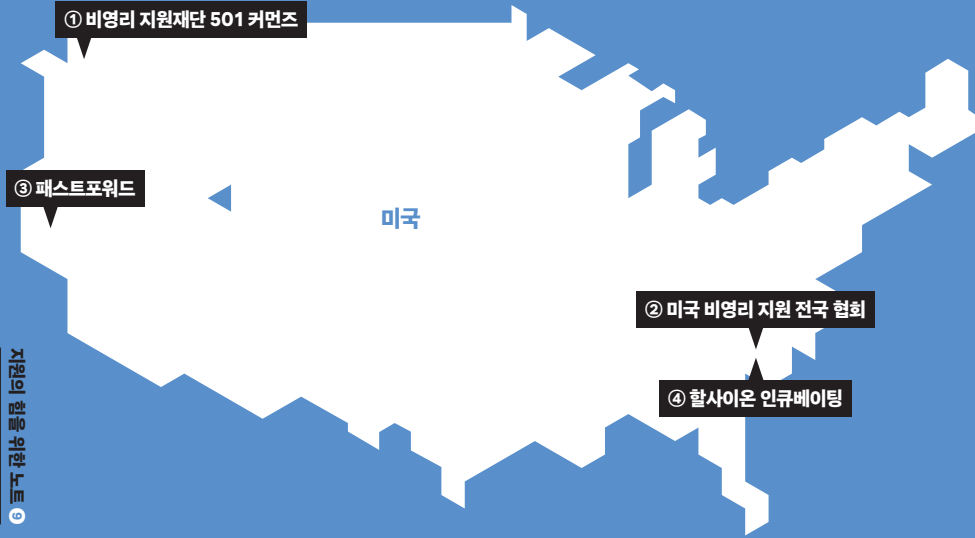 ① 비영리 지원재단 501 커먼즈
③ 패스트포워드
미국
② 미국 비영리 지원 전국 협회
④ 할사이온 인큐베이팅
지원의 힘을 위한 노트 9